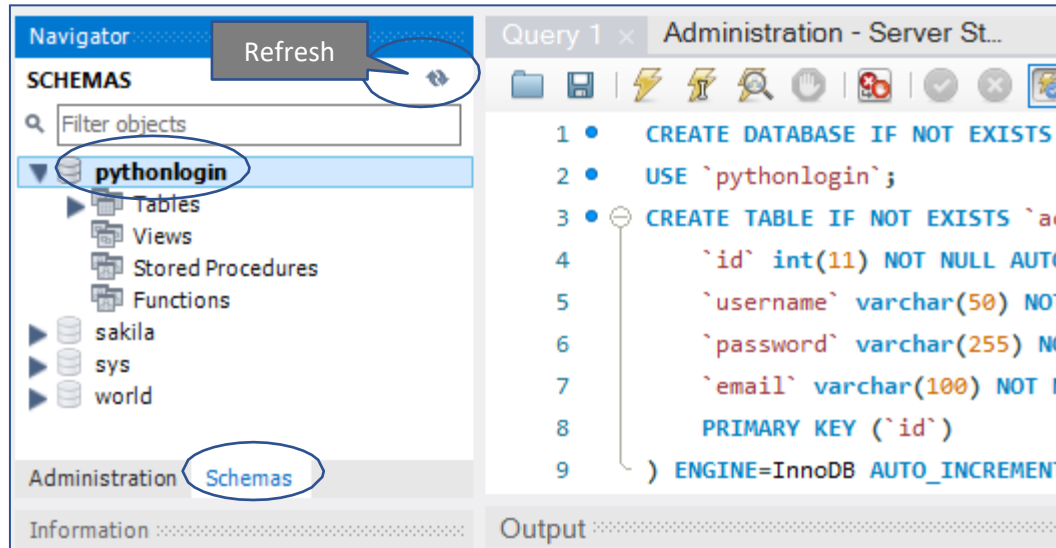 Navigator
Refresh
SCHEMAS
Filter objects
pythonlogin
Tables
Views
Stored Procedures
Functions
sakila
sys
world
Administration Schemas
Information
Query 1 × Administration - Server St...
1 CREATE DATABASE IF NOT EXISTS
2 USE `pythonlogin`;
3 CREATE TABLE IF NOT EXISTS
4 `id` int(11) NOT NULL
5 `username` varchar(50)
6 `password` varchar(255)
7 `email` varchar(100) NOT
8 PRIMARY KEY (`id`)
9 ) ENGINE=InnoDB AUTO_INCREMENT
Output